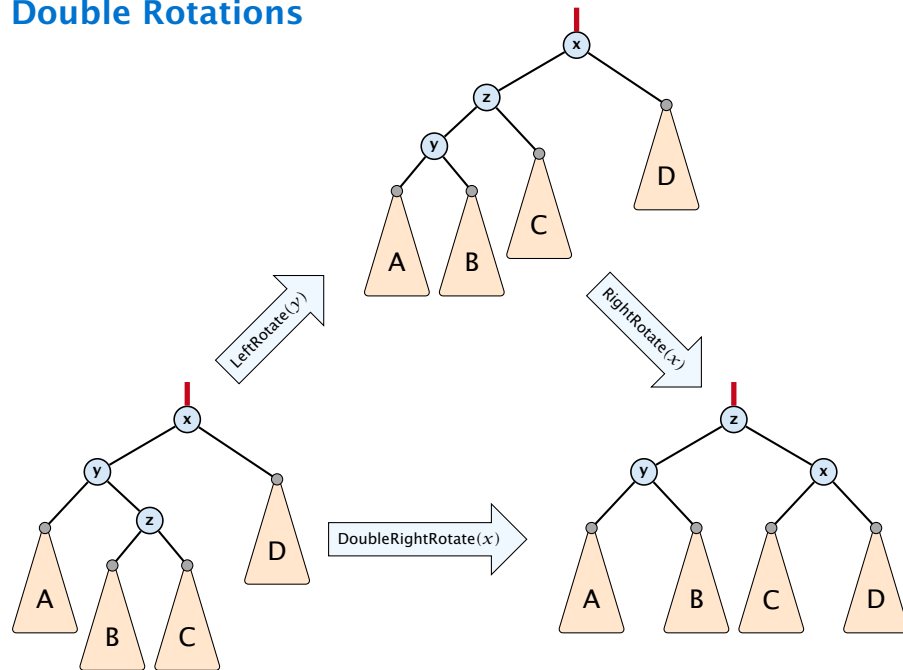 Double Rotations
x
z
y
D
C
A
B
LeftRotate(y)
RightRotate(x)
x
y
z
D
A
B
C
DoubleRightRotate(x)
z
y
x
A
B
C
D